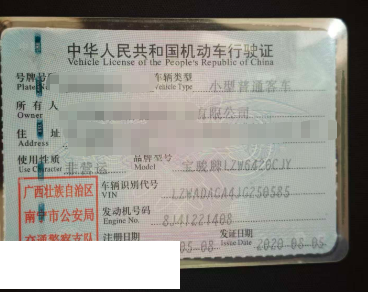 中华人民共和国机动车行驶证
Vehicle License of the People's Republic of China
号牌号 车辆类型 小型普通客车
Plate No. Vehicle Type
所有人 有限公司
Owner
住址
Address
使用性质 非营运 品牌型号 宝骏牌LZW6420CJY
Use Character Model
广西壮族自治区 车辆识别代号
VIN LZWADAGA4JG250585
南宁市公安局 发动机号码
Engine No. 8J41221408
交通警察支队 注册日期 05-08 发证日期 2020-08-05
Issue Date